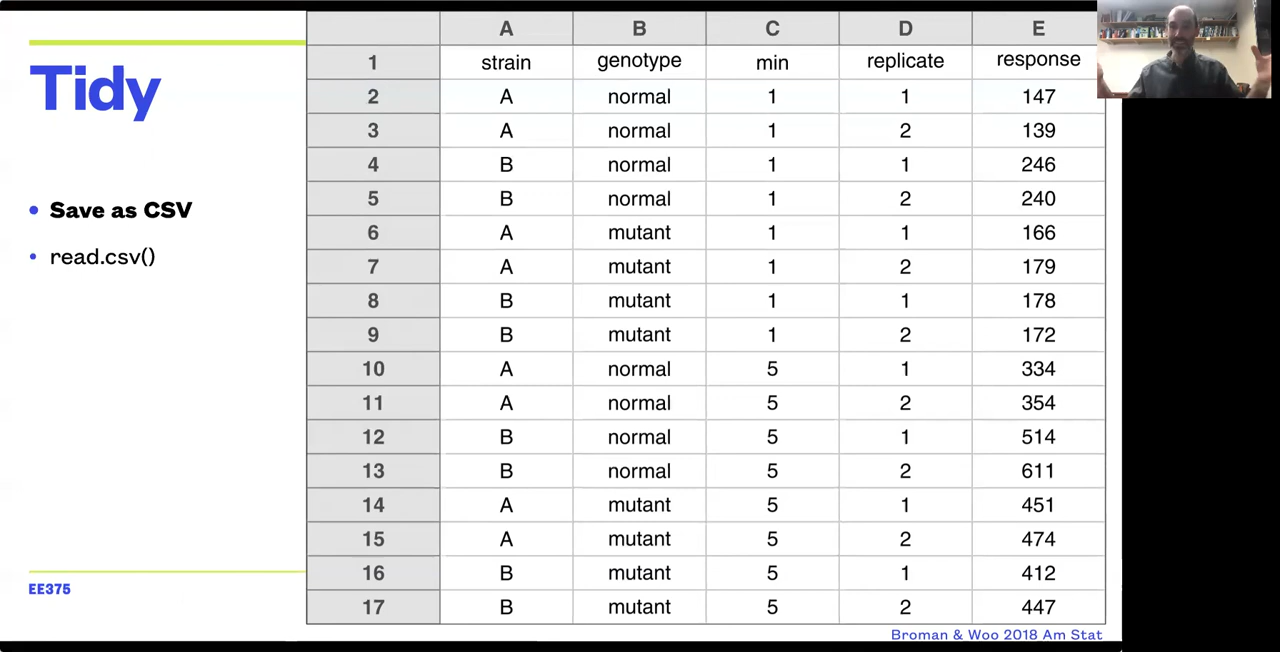 Tidy
• Save as CSV
• read.csv()
EE375
A B C D E
1 strain genotype min replicate response
2 A normal 1 1 147
3 A normal 1 2 139
4 B normal 1 1 246
5 B normal 1 2 240
6 A mutant 1 1 166
7 A mutant 1 2 179
8 B mutant 1 1 178
9 B mutant 1 2 172
10 A normal 5 1 334
11 A normal 5 2 354
12 B normal 5 1 514
13 B normal 5 2 611
14 A mutant 5 1 451
15 A mutant 5 2 474
16 B mutant 5 1 412
17 B mutant 5 2 447
Broman & Woo 2018 Am Stat